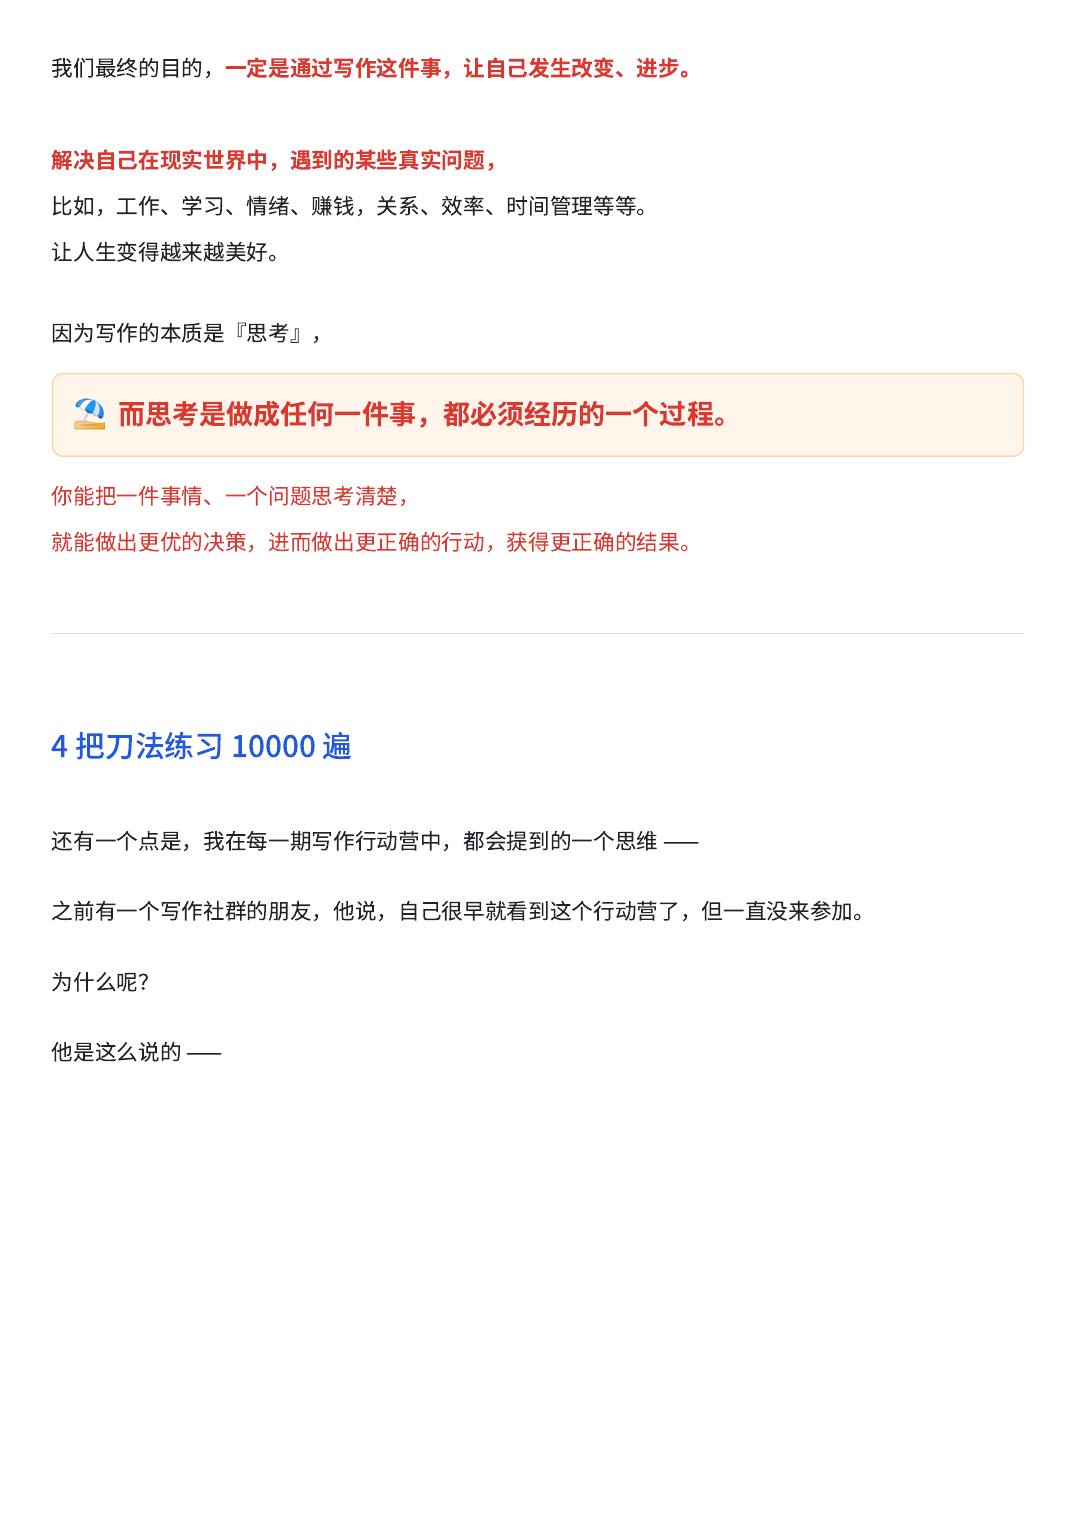 我们最终的目的，一定是通过写作这件事，让自己发生改变、进步。
解决自己在现实世界中，遇到的某些真实问题，
比如，工作、学习、情绪、赚钱，关系、效率、时间管理等等。
让人生变得越来越美好。
因为写作的本质是『思考』，
而思考是做成任何一件事，都必须经历的一个过程。
你能把一件事情、一个问题思考清楚，
就能做出更优的决策，进而做出更正确的行动，获得更正确的结果。
4 把刀法练习 10000 遍
还有一个点是，我在每一期写作行动营中，都会提到的一个思维 ——
之前有一个写作社群的朋友，他说，自己很早就看到这个行动营了，但一直没来参加。
为什么呢？
他是这么说的 ——